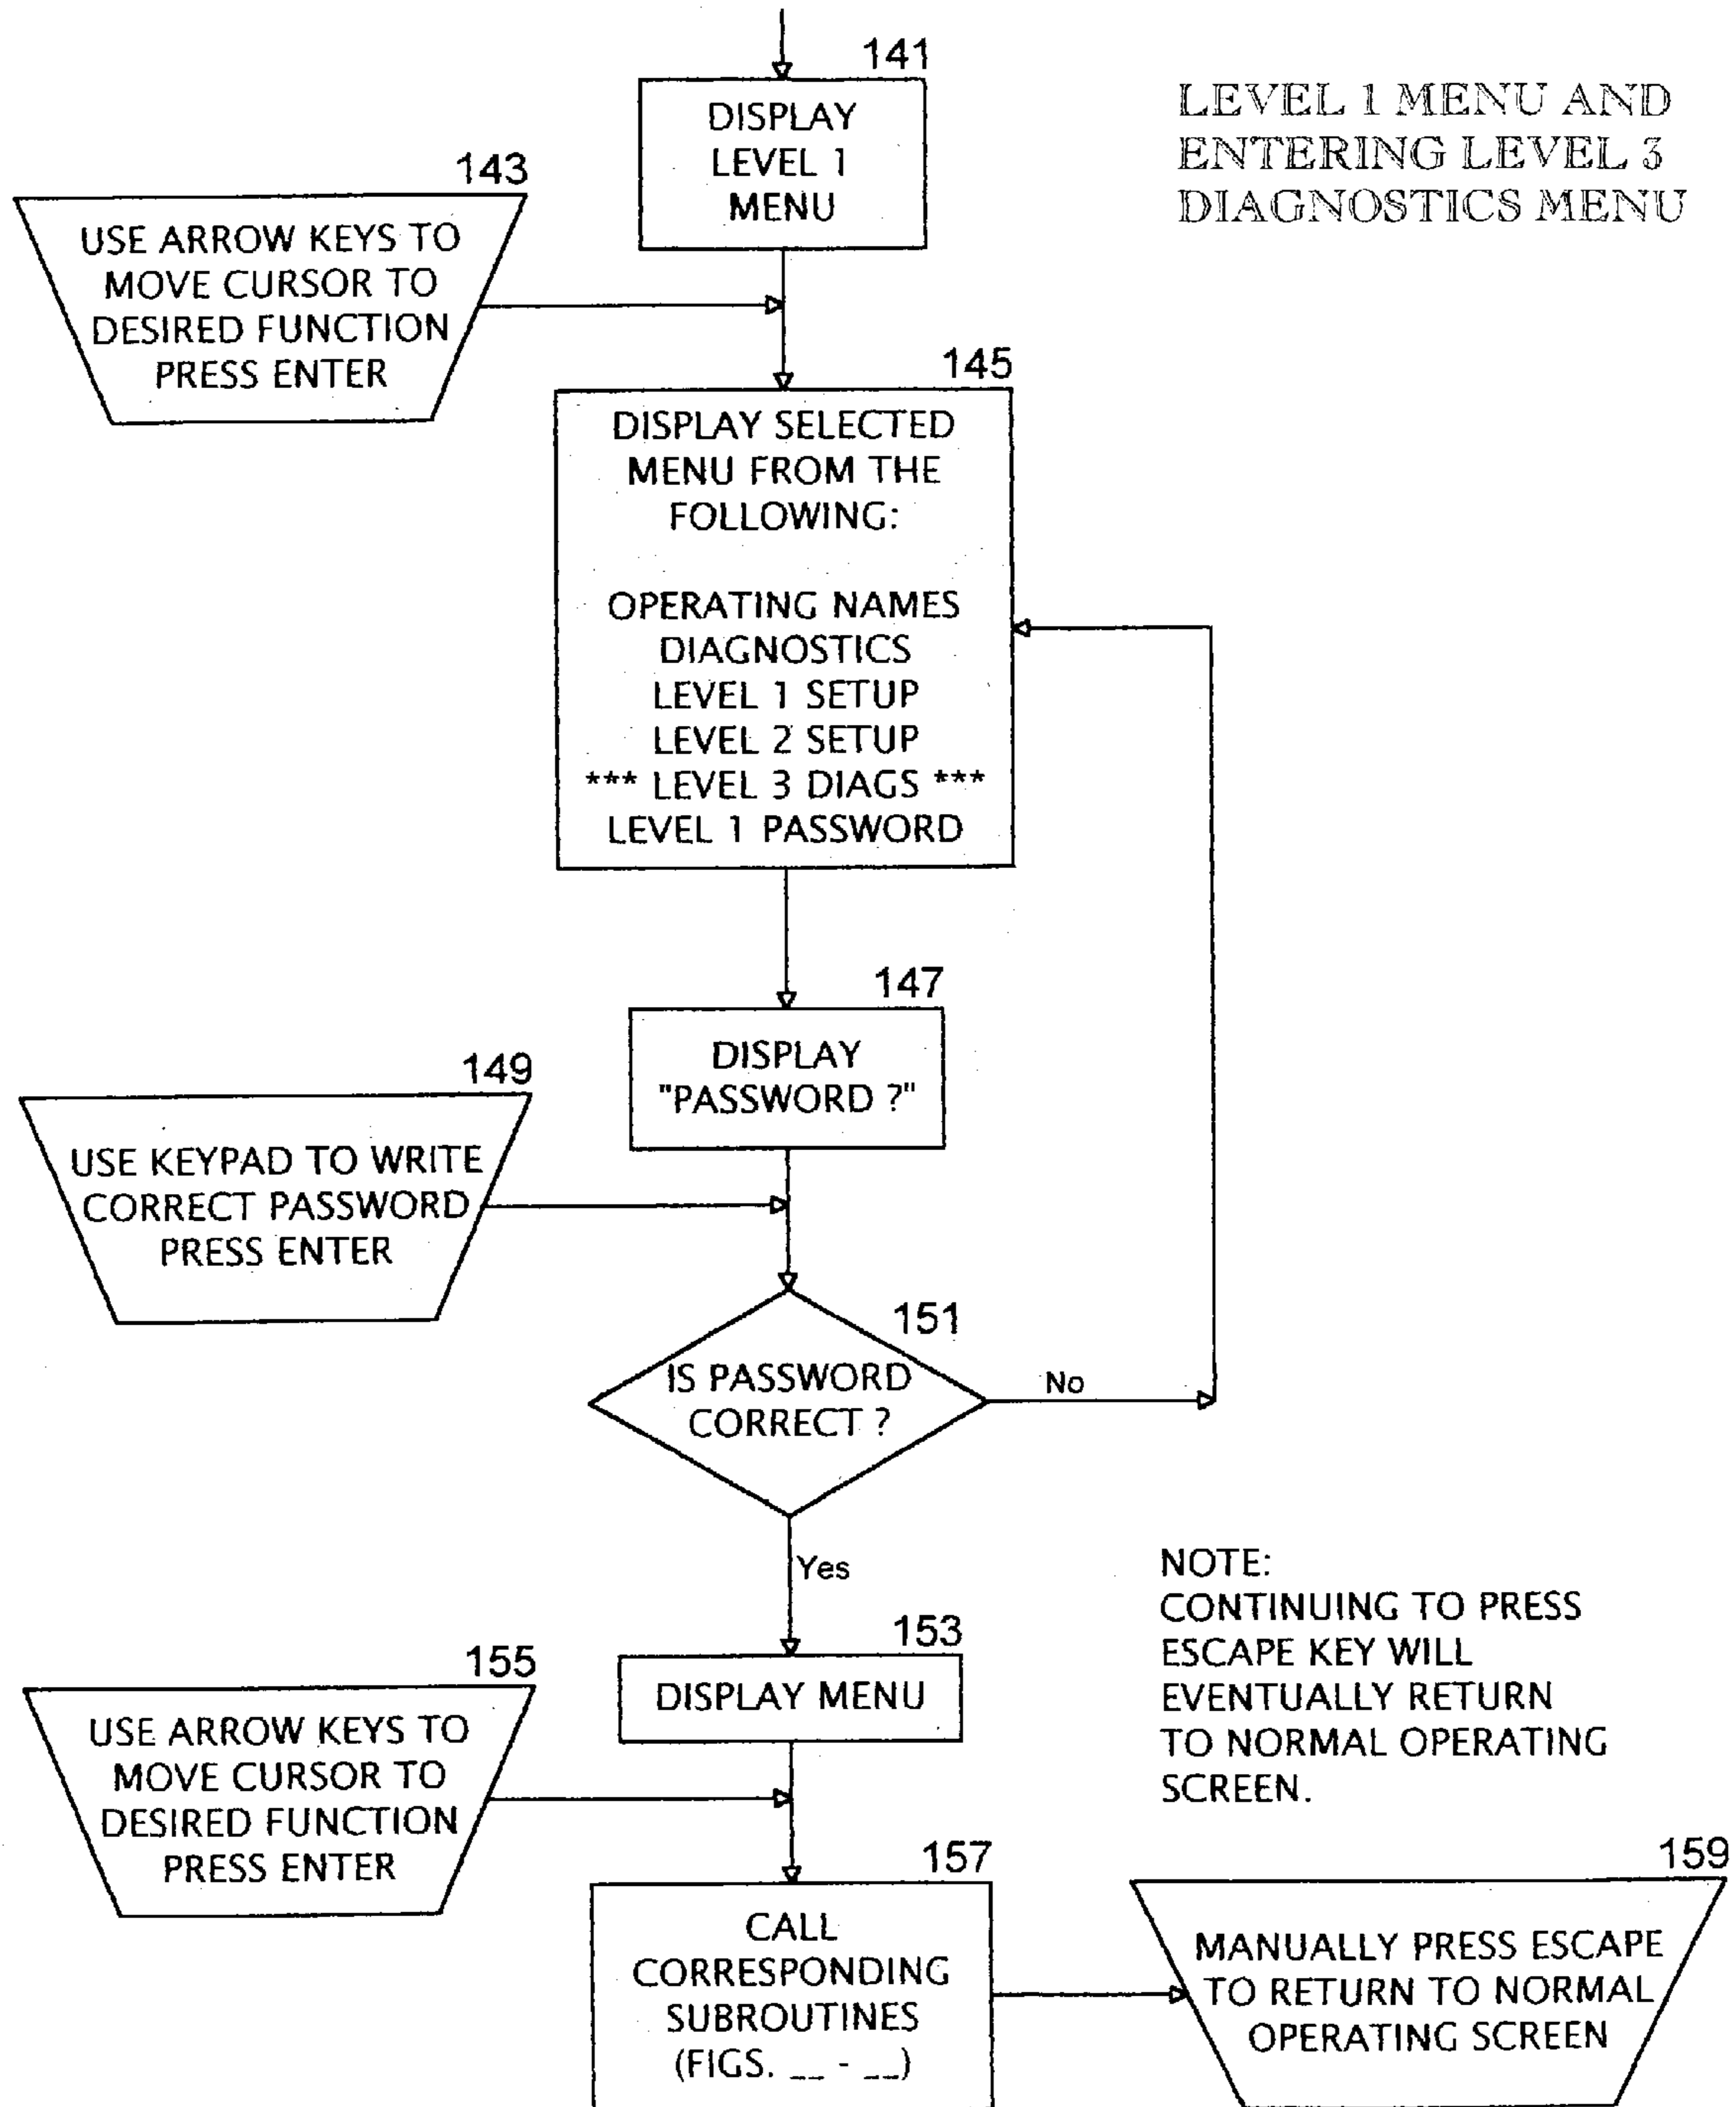 141
DISPLAY
LEVEL 1
MENU
LEVEL 1 MENU AND
ENTERING LEVEL 3
DIAGNOSTICS MENU
143
USE ARROW KEYS TO
MOVE CURSOR TO
DESIRED FUNCTION
PRESS ENTER
145
DISPLAY SELECTED
MENU FROM THE
FOLLOWING:
OPERATING NAMES
DIAGNOSTICS
LEVEL 1 SETUP
LEVEL 2 SETUP
*** LEVEL 3 DIAGS ***
LEVEL 1 PASSWORD
147
DISPLAY
"PASSWORD ?"
149
USE KEYPAD TO WRITE
CORRECT PASSWORD
PRESS ENTER
151
IS PASSWORD
CORRECT ?
No
Yes
153
DISPLAY MENU
NOTE:
CONTINUING TO PRESS
ESCAPE KEY WILL
EVENTUALLY RETURN
TO NORMAL OPERATING
SCREEN.
155
USE ARROW KEYS TO
MOVE CURSOR TO
DESIRED FUNCTION
PRESS ENTER
157
CALL
CORRESPONDING
SUBROUTINES
(FIGS. __ - __)
159
MANUALLY PRESS ESCAPE
TO RETURN TO NORMAL
OPERATING SCREEN